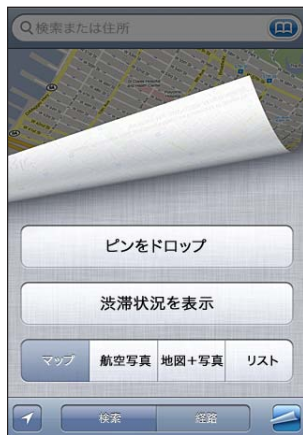 検索または住所
ピンをドロップ
渋滞状況を表示
マップ 航空写真 地図+写真 リスト
検索 経路